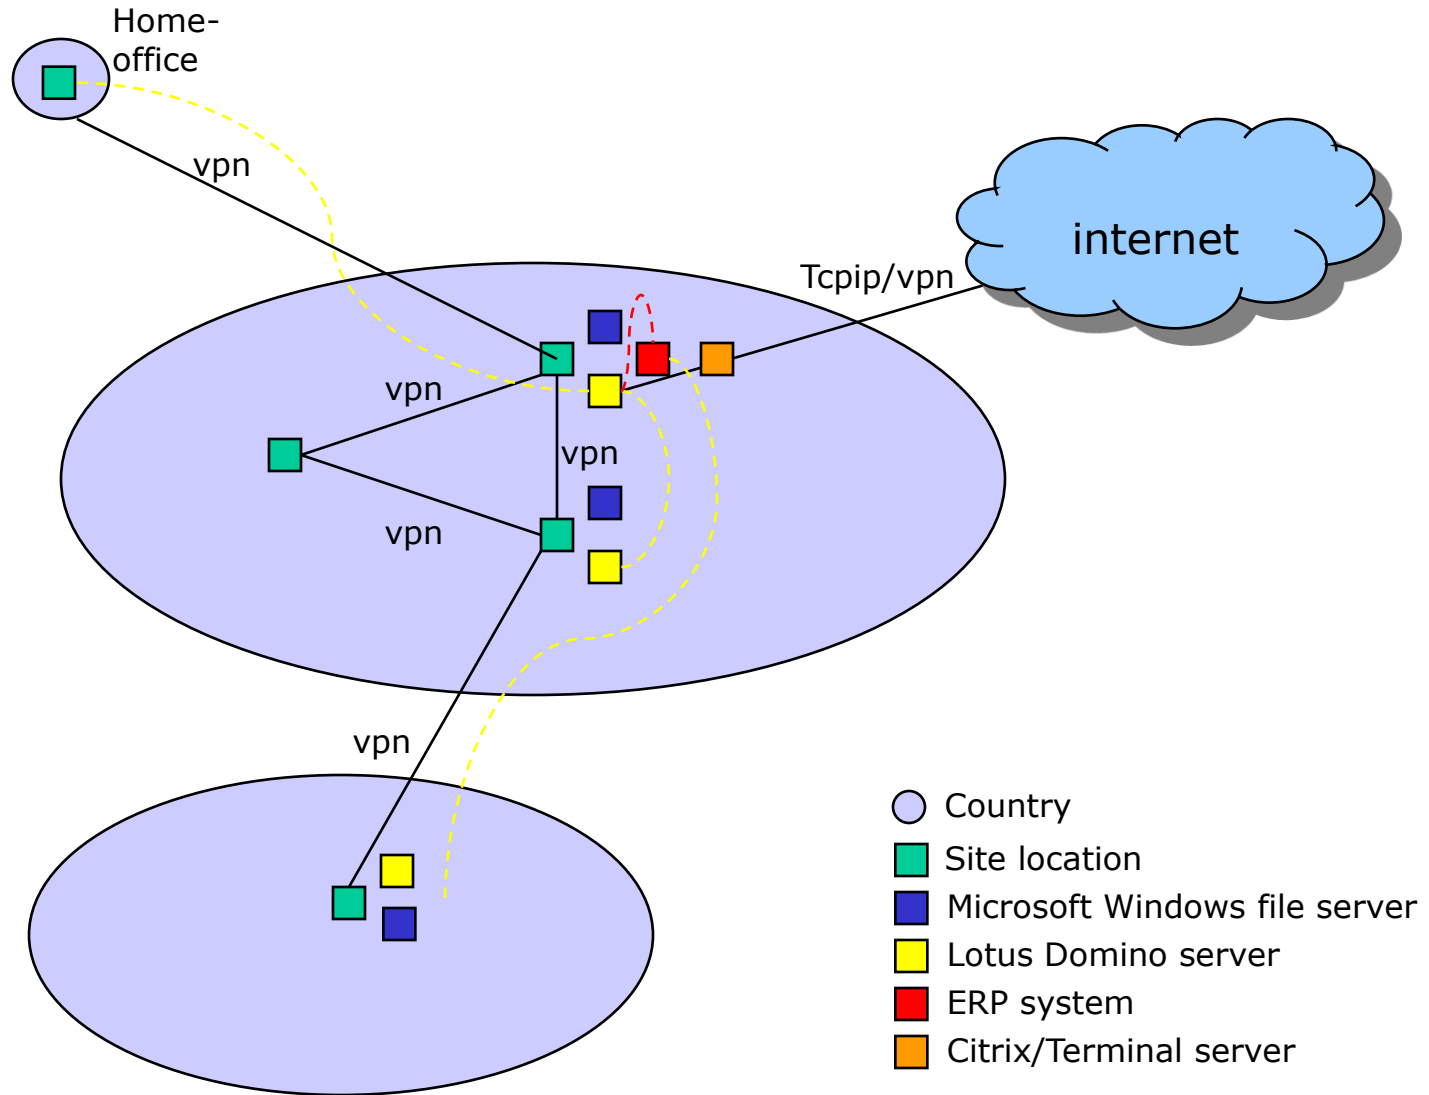 Home-
office
vpn
internet
Tcpip/vpn
vpn
vpn
vpn
vpn
Country
Site location
Microsoft Windows file server
Lotus Domino server
ERP system
Citrix/Terminal server